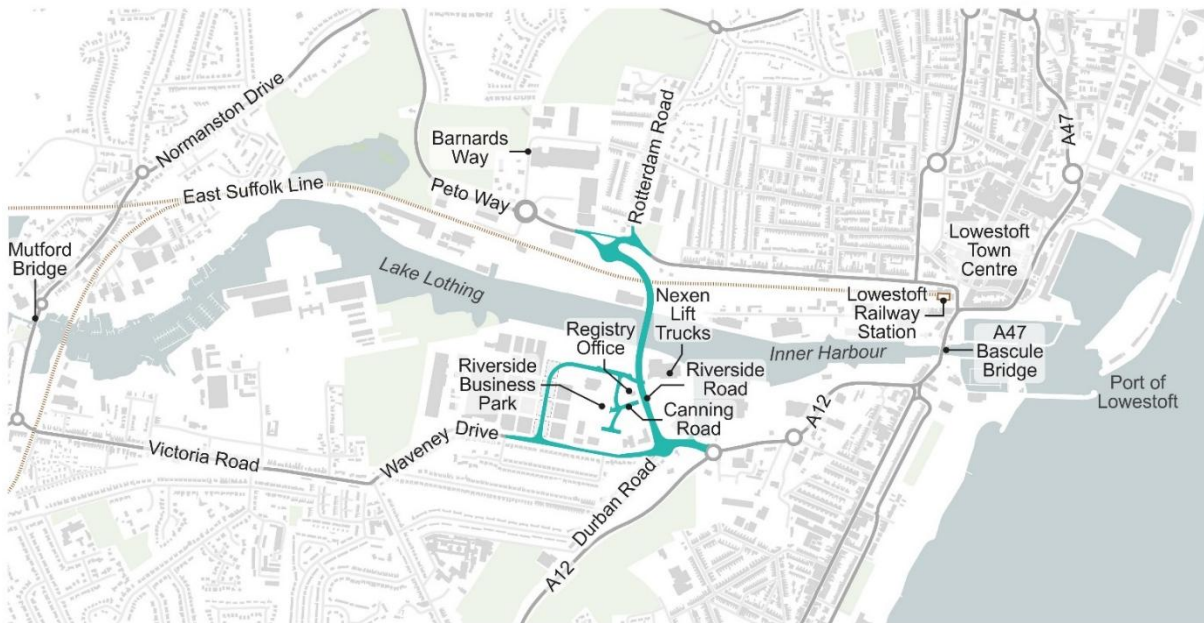 Normanston Drive
East Suffolk Line
Mutford
Bridge
Barnards
Way
Peto Way
Rotterdam Road
A47
Lowestoft
Town
Centre
Lake Lothing
Nexen
Lift
Trucks
Lowestoft
Railway
Station
Registry
Office
Inner Harbour
A47
Bascule
Bridge
Port of
Lowestoft
Riverside
Business
Park
Riverside
Road
Canning
Road
A12
Victoria Road
Waveney Drive
Durban Road
A12